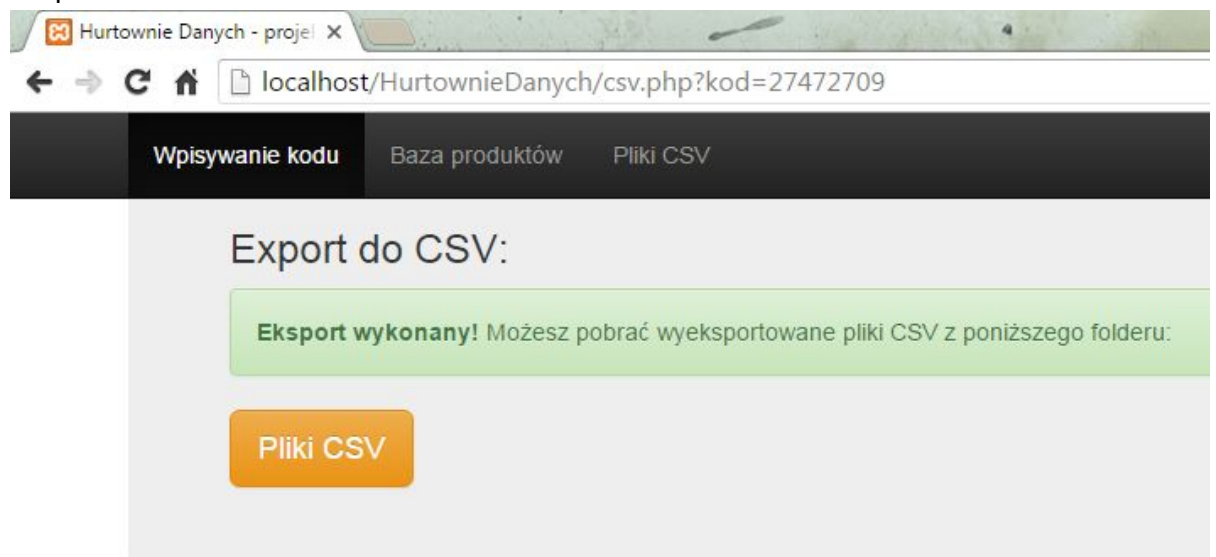 Hurtownie Danych - proje
localhost/HurtownieDanych/csv.php?kod=27472709
Wpisywanie kodu Baza produktów Pliki CSV
Export do CSV:
Eksport wykonany! Możesz pobrać wyeksportowane pliki CSV z poniższego folderu:
Pliki CSV